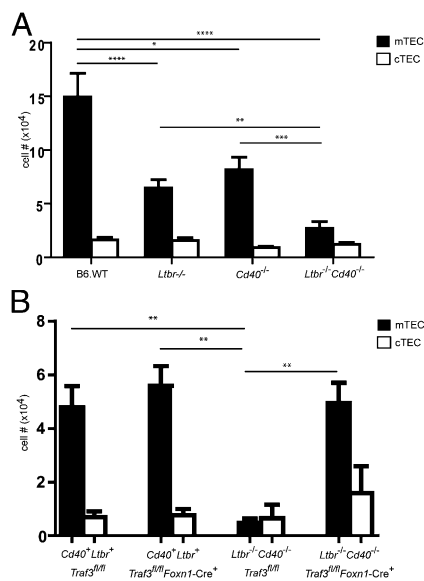 A
****
*
****
**
***
mTEC
cTEC
cell # (x10⁴)
20
15
10
5
0
B6.WT
Ltbr-/-
Cd40⁻/⁻
Ltbr⁻/⁻Cd40⁻/⁻
B
**
**
**
mTEC
cTEC
cell # (x10⁴)
8
6
4
2
0
Cd40⁺Ltbr⁺
Cd40⁺Ltbr⁺
Ltbr⁻/⁻Cd40⁻/⁻
Ltbr⁻/⁻Cd40⁻/⁻
Traf3fl/fl
Traf3fl/flFoxn1-Cre⁺
Traf3fl/fl
Traf3fl/flFoxn1-Cre⁺